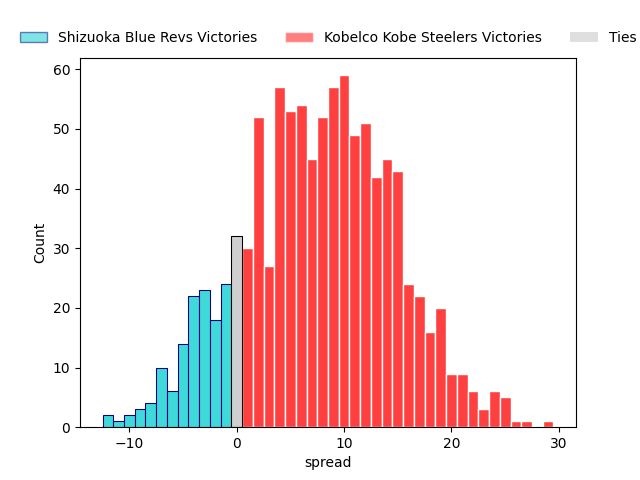 Shizuoka Blue Revs Victories Kobelco Kobe Steelers Victories Ties
60
50
40
30
20
10
0
Count
−10 0 10 20 30
spread